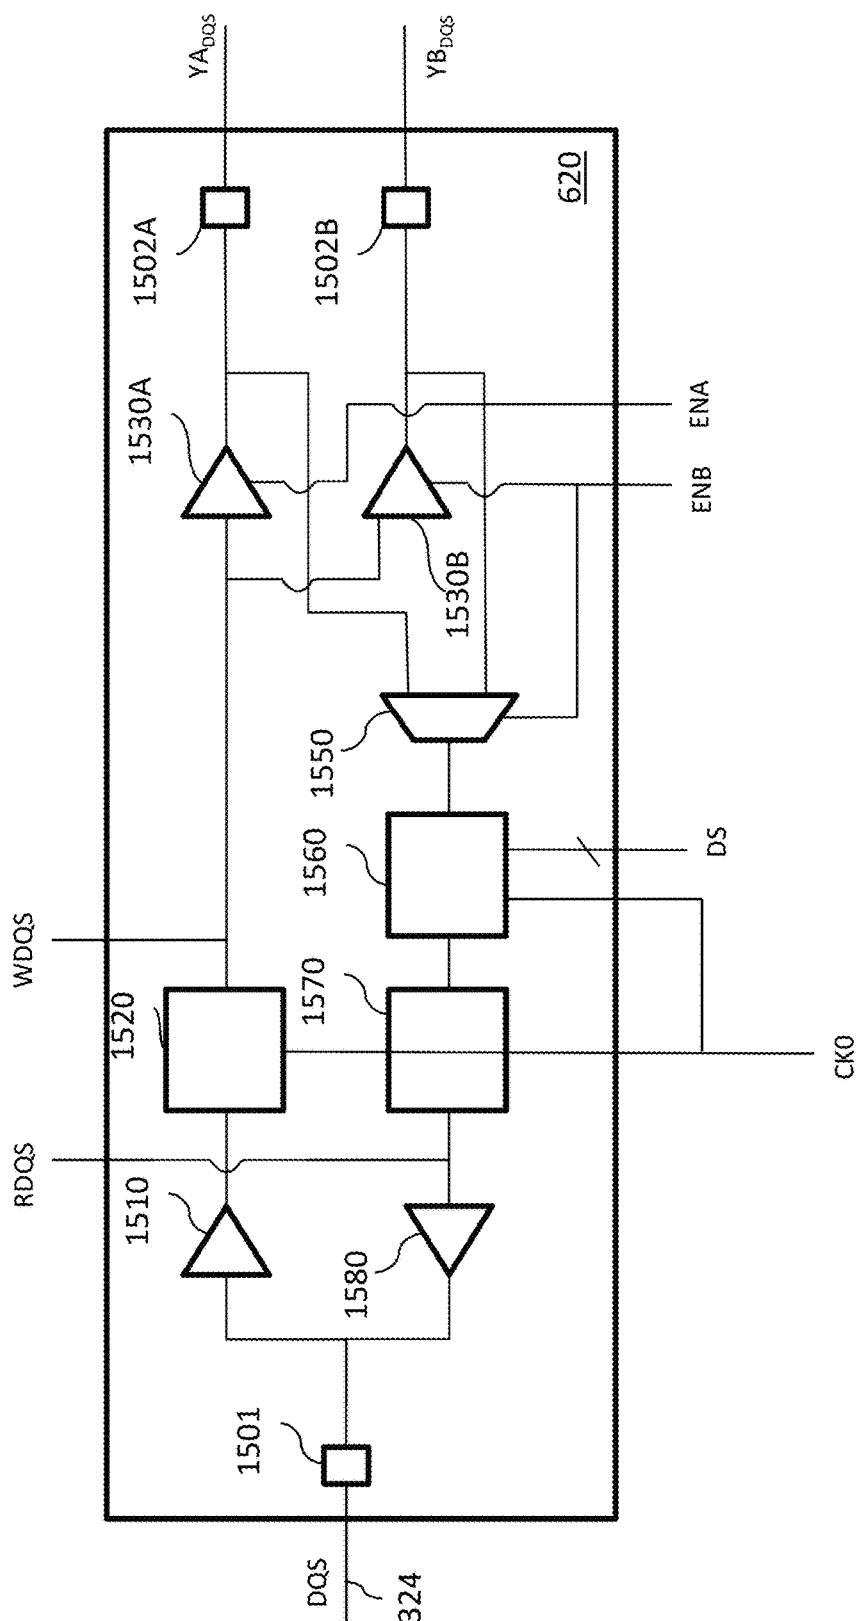 YA_DQS
YB_DQS
620
1502A
1502B
1530A
ENA
ENB
1530B
1550
1560
DS
WDQS
1520
1570
CK0
RDQS
1510
1580
1501
DQS
324